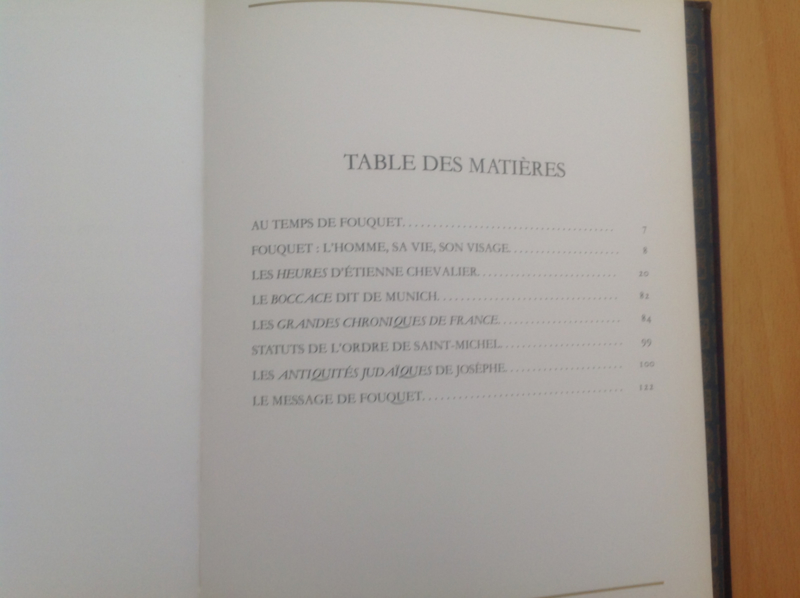 TABLE DES MATIÈRES
AU TEMPS DE FOUQUET. . . . . . . . . . . . . . . . . . . . . . . . . . . . . . . . . . 7
FOUQUET : L'HOMME, SA VIE, SON VISAGE. . . . . . . . . . . . . . . . . . 8
LES HEURES D'ÉTIENNE CHEVALIER. . . . . . . . . . . . . . . . . . . . . . . 20
LE BOCCACE DIT DE MUNICH. . . . . . . . . . . . . . . . . . . . . . . . . . . . . 82
LES GRANDES CHRONIQUES DE FRANCE. . . . . . . . . . . . . . . . . . . . 84
STATUTS DE L'ORDRE DE SAINT-MICHEL. . . . . . . . . . . . . . . . . . . . 99
LES ANTIQUITÉS JUDAÏQUES DE JOSÈPHE. . . . . . . . . . . . . . . . . . . 100
LE MESSAGE DE FOUQUET. . . . . . . . . . . . . . . . . . . . . . . . . . . . . . . . 122